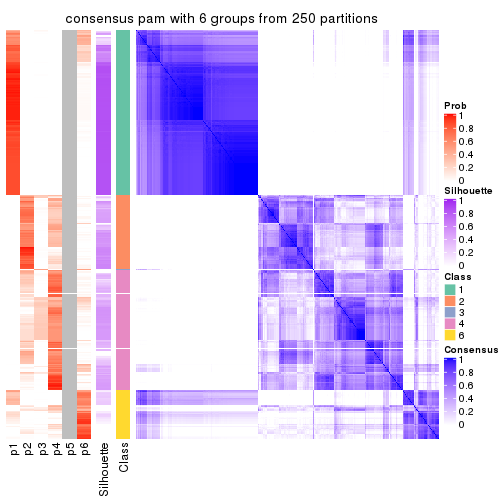 consensus pam with 6 groups from 250 partitions
Prob
1
0.8
0.6
0.4
0.2
0
Silhouette
1
0.8
0.6
0.4
0.2
0
Class
1
2
3
4
6
Consensus
1
0.8
0.6
0.4
0.2
0
p1
p2
p3
p4
p5
p6
Silhouette
Class